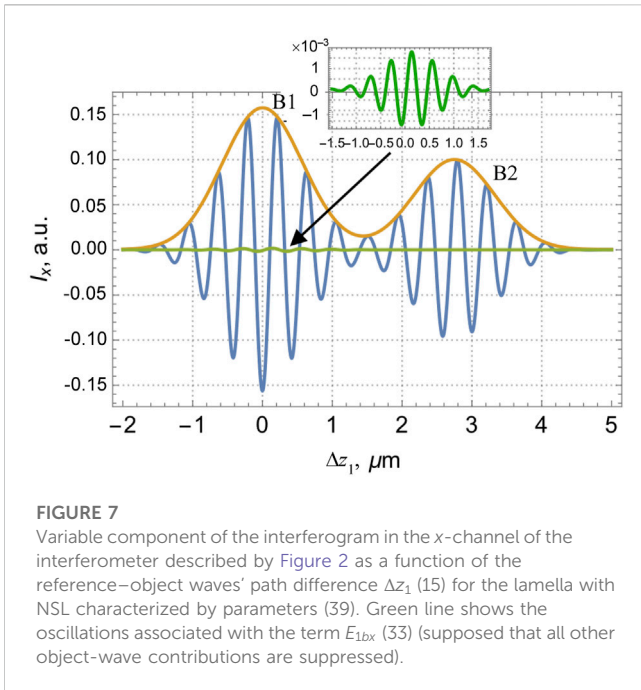 ×10⁻³
1
0
−1
−1.5 −1.0 −0.5 0.0 0.5 1.0 1.5
B1
B2
0.15
0.10
0.05
0.00
-0.05
-0.10
-0.15
Iₓ, a.u.
−2 −1 0 1 2 3 4 5
Δz₁, μm
FIGURE 7
Variable component of the interferogram in the x-channel of the
interferometer described by Figure 2 as a function of the
reference–object waves’ path difference Δz₁ (15) for the lamella with
NSL characterized by parameters (39). Green line shows the
oscillations associated with the term E₁bx (33) (supposed that all other
object-wave contributions are suppressed).